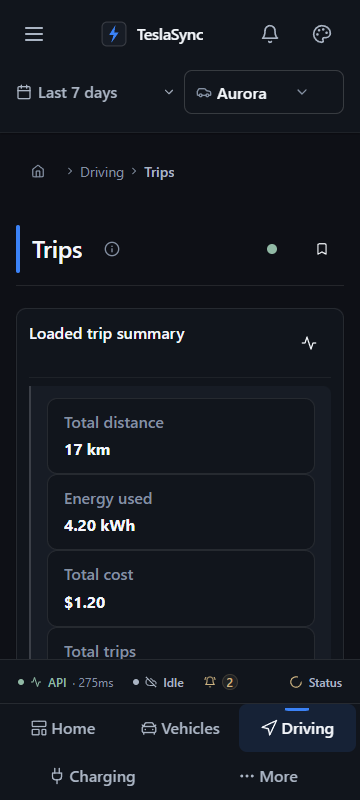 TeslaSync
Last 7 days
Aurora
Driving
Trips
Trips
Loaded trip summary
Total distance
17 km
Energy used
4.20 kWh
Total cost
$1.20
Total trips
API · 275ms
Idle
2
Status
Home
Vehicles
Driving
Charging
More